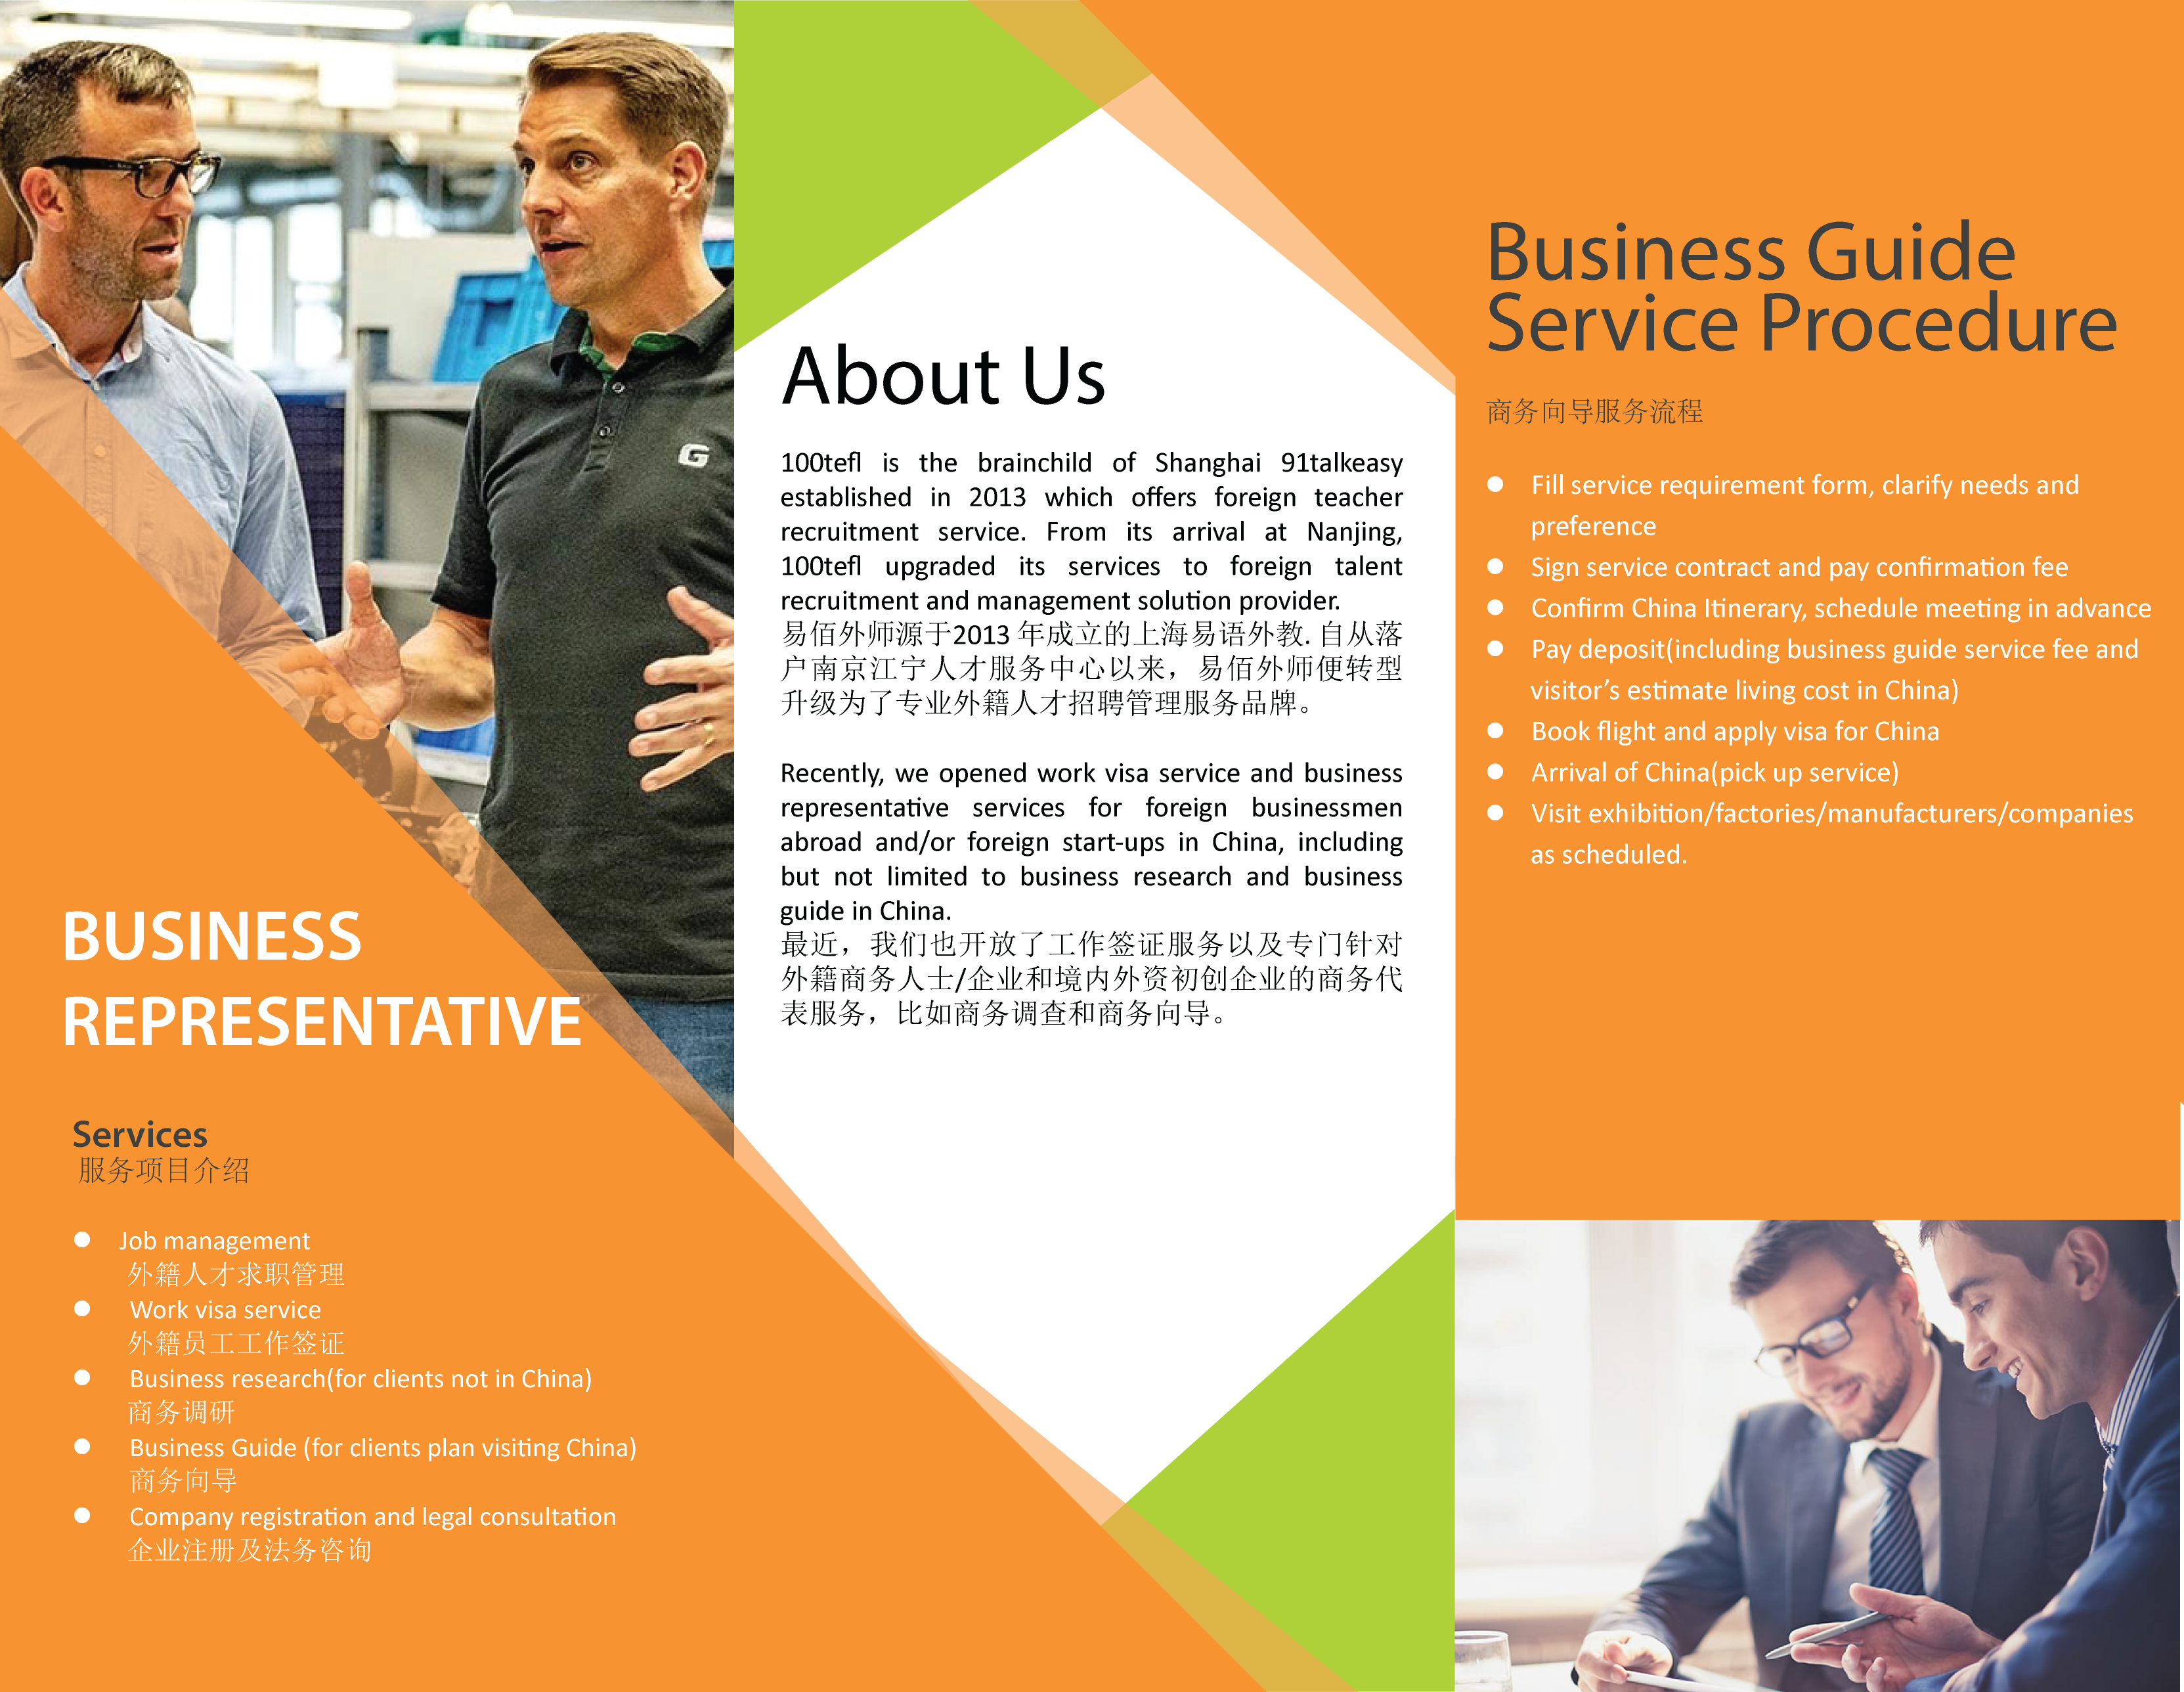 G
BUSINESS
REPRESENTATIVE
Services
服务项目介绍
● Job management
外籍人才求职管理
● Work visa service
外籍员工工作签证
● Business research(for clients not in China)
商务调研
● Business Guide (for clients plan visiting China)
商务向导
● Company registration and legal consultation
企业注册及法务咨询
About Us
100tefl is the brainchild of Shanghai 91talkeasy
established in 2013 which offers foreign teacher
recruitment service. From its arrival at Nanjing,
100tefl upgraded its services to foreign talent
recruitment and management solution provider.
易佰外师源于2013 年成立的上海易语外教. 自从落
户南京江宁人才服务中心以来，易佰外师便转型
升级为了专业外籍人才招聘管理服务品牌。
Recently, we opened work visa service and business
representative services for foreign businessmen
abroad and/or foreign start-ups in China, including
but not limited to business research and business
guide in China.
最近，我们也开放了工作签证服务以及专门针对
外籍商务人士/企业和境内外资初创企业的商务代
表服务，比如商务调查和商务向导。
Business Guide
Service Procedure
商务向导服务流程
● Fill service requirement form, clarify needs and
preference
● Sign service contract and pay confirmation fee
● Confirm China Itinerary, schedule meeting in advance
● Pay deposit(including business guide service fee and
visitor’s estimate living cost in China)
● Book flight and apply visa for China
● Arrival of China(pick up service)
● Visit exhibition/factories/manufacturers/companies
as scheduled.